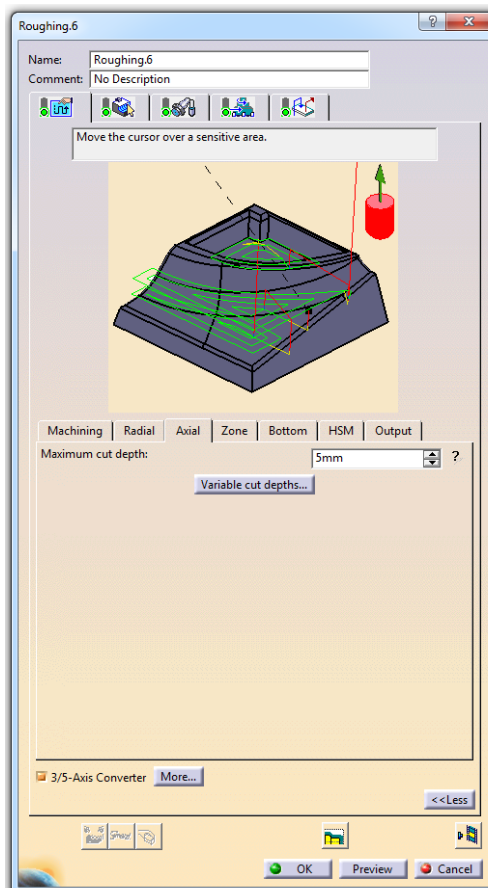 Roughing.6
Name: Roughing.6
Comment: No Description
Move the cursor over a sensitive area.
Machining Radial Axial Zone Bottom HSM Output
Maximum cut depth: 5mm ?
Variable cut depths...
3/5-Axis Converter More...
<<Less
OK Preview Cancel